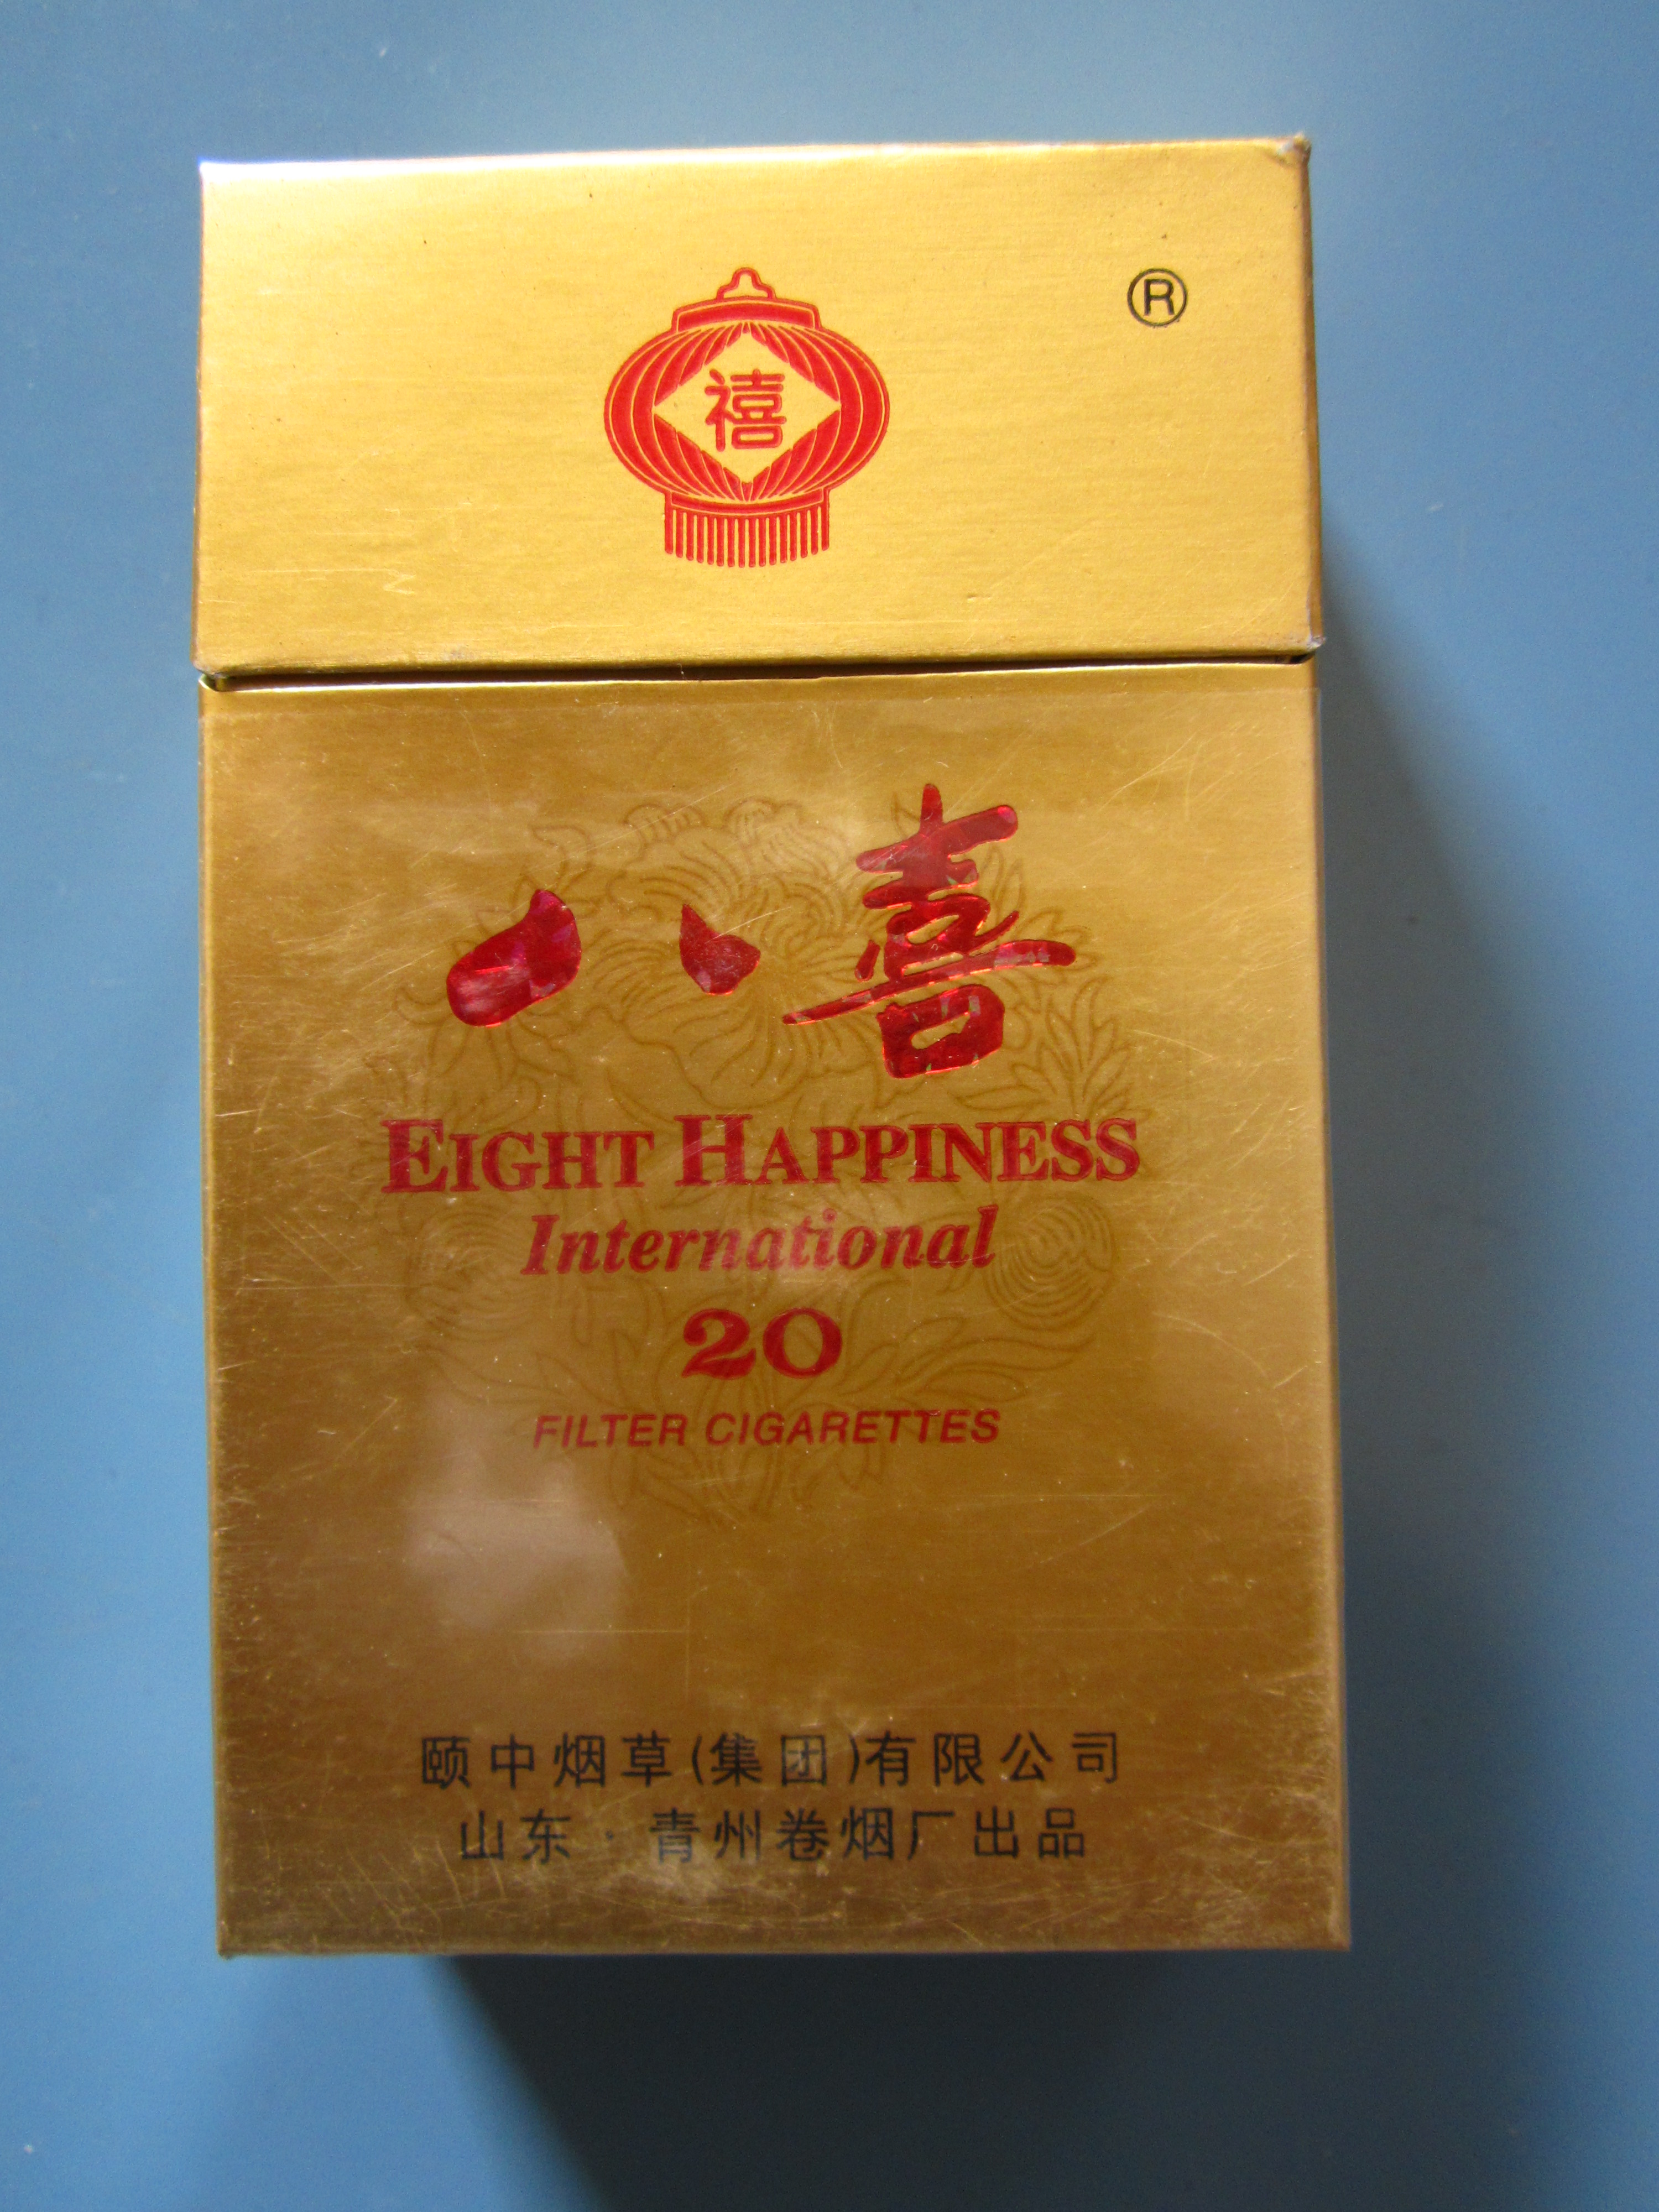 ®
禧
八喜
EIGHT HAPPINESS
International
20
FILTER CIGARETTES
颐中烟草(集团)有限公司
山东·青州卷烟厂出品